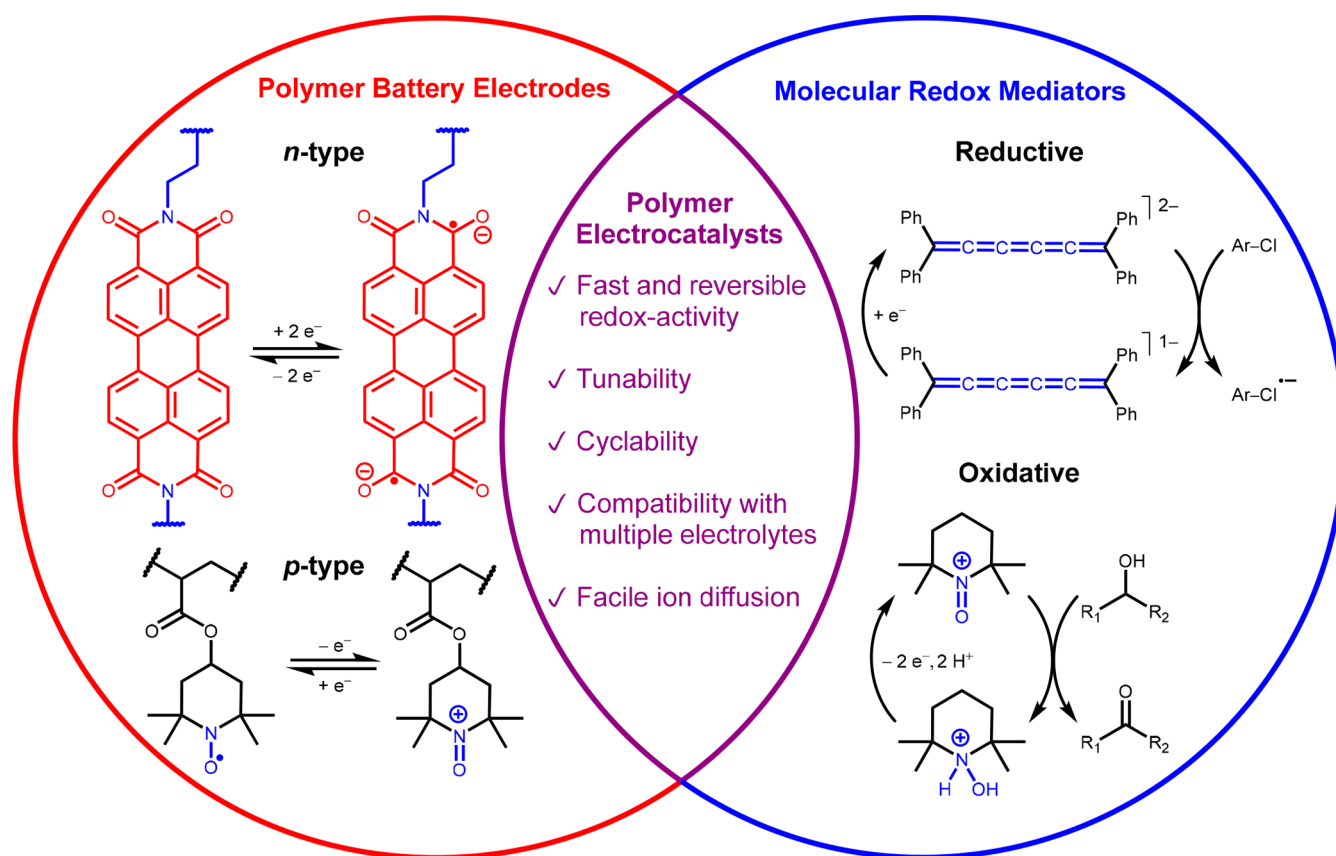 Polymer Battery Electrodes
n-type
N
O
O
O
O
N
+ 2 e⁻
– 2 e⁻
N
O
•
O
⊖
⊖
O
•
O
N
p-type
O
O
N
O•
– e⁻
+ e⁻
O
O
⊕
N
O
Polymer
Electrocatalysts
✓ Fast and reversible
redox-activity
✓ Tunability
✓ Cyclability
✓ Compatibility with
multiple electrolytes
✓ Facile ion diffusion
Molecular Redox Mediators
Reductive
Ph
Ph
C
C
C
C
Ph
Ph
2–
Ar–Cl
+ e⁻
Ph
Ph
C
C
C
C
Ph
Ph
1–
Ar–Cl•–
Oxidative
⊕
N
O
OH
R₁
R₂
– 2 e⁻, 2 H⁺
⊕
N
H
OH
O
R₁
R₂